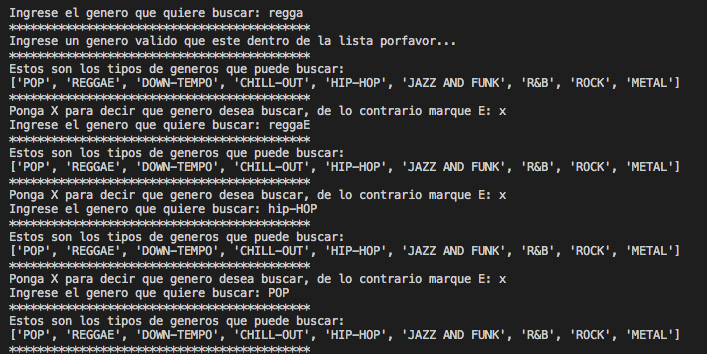 Ingrese el genero que quiere buscar: regga
*******************************************
Ingrese un genero valido que este dentro de la lista porfavor...
*******************************************
Estos son los tipos de generos que puede buscar:
['POP', 'REGGAE', 'DOWN-TEMPO', 'CHILL-OUT', 'HIP-HOP', 'JAZZ AND FUNK', 'R&B', 'ROCK', 'METAL']
*******************************************
Ponga X para decir que genero desea buscar, de lo contrario marque E: x
Ingrese el genero que quiere buscar: reggaE
*******************************************
Estos son los tipos de generos que puede buscar:
['POP', 'REGGAE', 'DOWN-TEMPO', 'CHILL-OUT', 'HIP-HOP', 'JAZZ AND FUNK', 'R&B', 'ROCK', 'METAL']
*******************************************
Ponga X para decir que genero desea buscar, de lo contrario marque E: x
Ingrese el genero que quiere buscar: hip-HOP
*******************************************
Estos son los tipos de generos que puede buscar:
['POP', 'REGGAE', 'DOWN-TEMPO', 'CHILL-OUT', 'HIP-HOP', 'JAZZ AND FUNK', 'R&B', 'ROCK', 'METAL']
*******************************************
Ponga X para decir que genero desea buscar, de lo contrario marque E: x
Ingrese el genero que quiere buscar: POP
*******************************************
Estos son los tipos de generos que puede buscar:
['POP', 'REGGAE', 'DOWN-TEMPO', 'CHILL-OUT', 'HIP-HOP', 'JAZZ AND FUNK', 'R&B', 'ROCK', 'METAL']
*******************************************